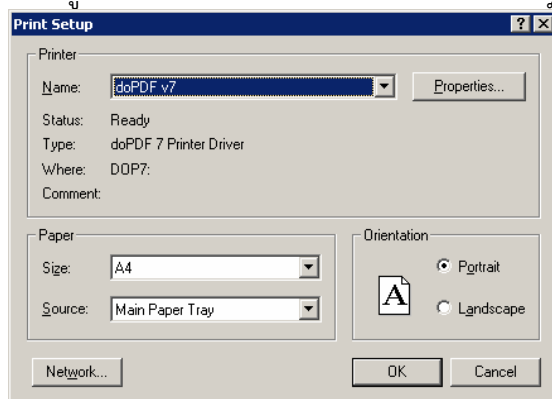 Print Setup
Printer
Name: doPDF v7 Properties...
Status: Ready
Type: doPDF 7 Printer Driver
Where: DOP7:
Comment:
Paper
Size: A4
Source: Main Paper Tray
Orientation
A
Portrait
Landscape
Network... OK Cancel